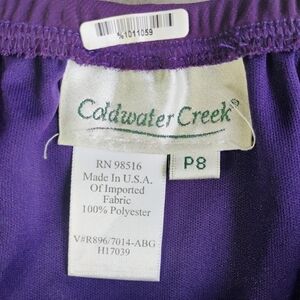 %1011059
Coldwater Creek®
P8
RN 98516
Made In U.S.A.
Of Imported
Fabric
100% Polyester
V#R896/7014-ABG
H17039